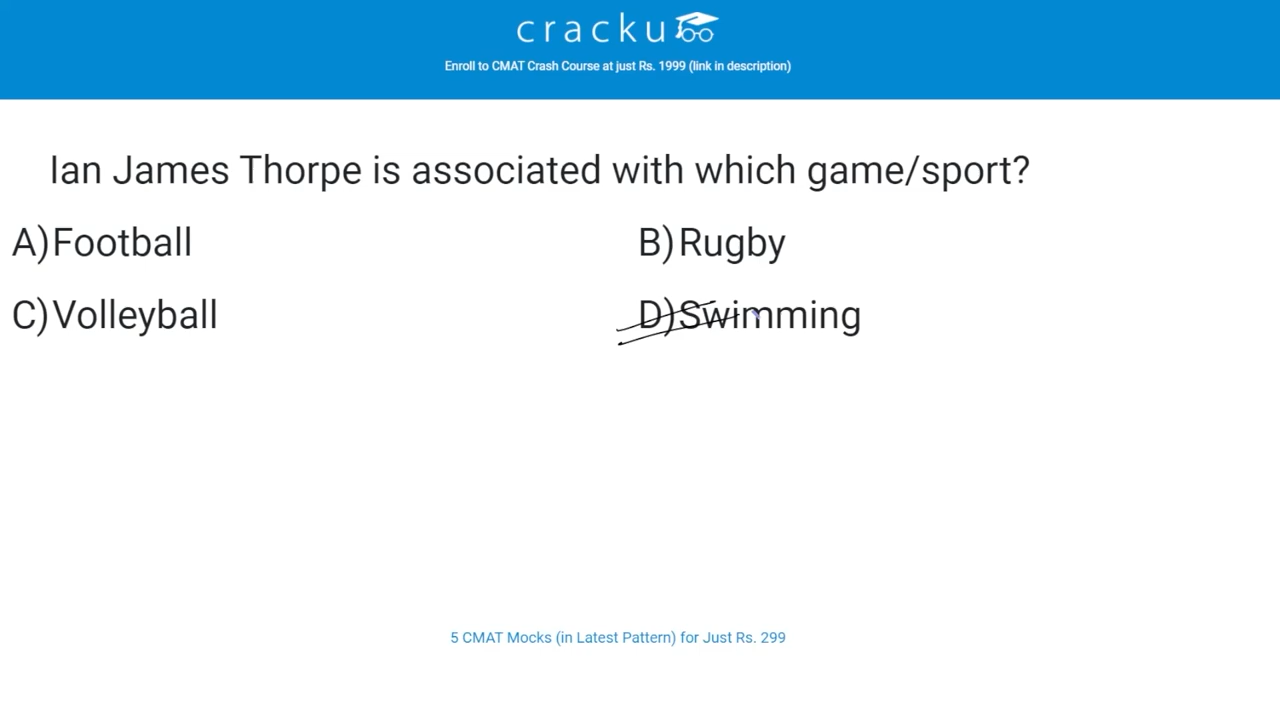 cracku
Enroll to CMAT Crash Course at just Rs. 1999 (link in description)
Ian James Thorpe is associated with which game/sport?
A)Football B)Rugby
C)Volleyball D)Swimming
5 CMAT Mocks (in Latest Pattern) for Just Rs. 299